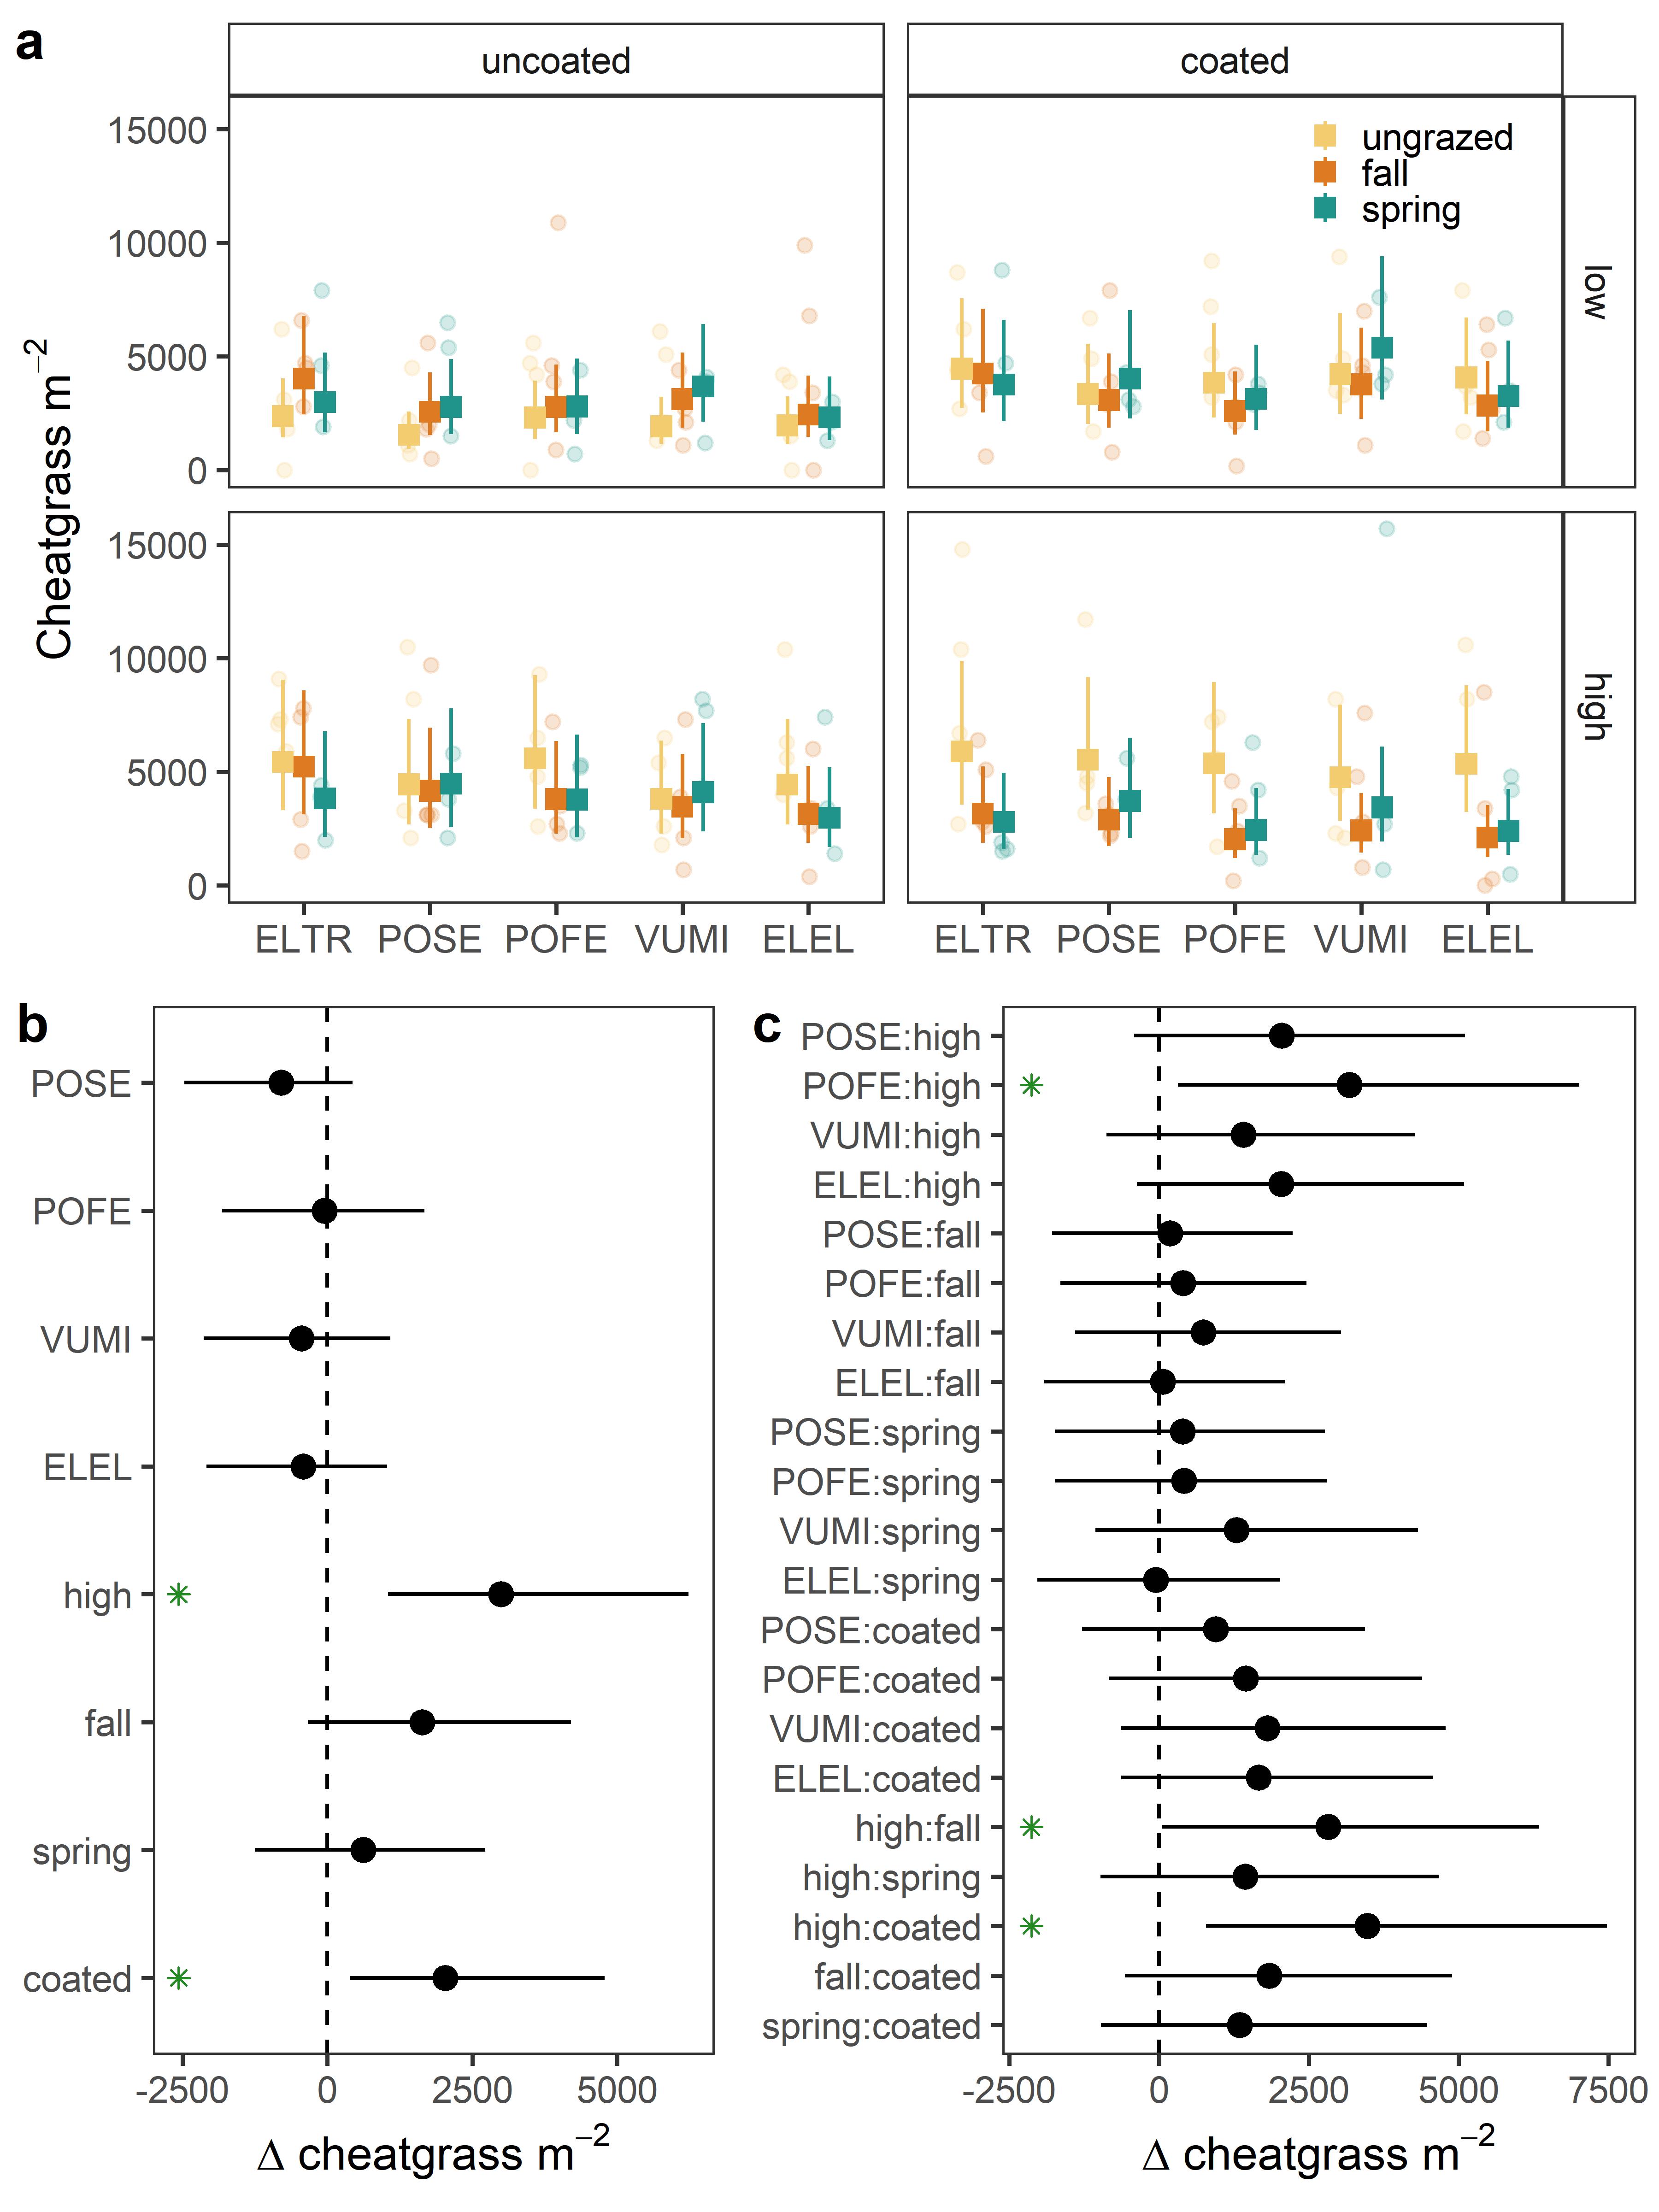 a
uncoated
coated
15000
10000
5000
0
ungrazed
fall
spring
low
Cheatgrass m−2
15000
10000
5000
0
high
ELTR POSE POFE VUMI ELEL
ELTR POSE POFE VUMI ELEL
b
POSE
POFE
VUMI
ELEL
high
*
fall
spring
coated
*
-2500 0 2500 5000
Δ cheatgrass m−2
c
POSE:high
POFE:high
*
VUMI:high
ELEL:high
POSE:fall
POFE:fall
VUMI:fall
ELEL:fall
POSE:spring
POFE:spring
VUMI:spring
ELEL:spring
POSE:coated
POFE:coated
VUMI:coated
ELEL:coated
high:fall
*
high:spring
high:coated
*
fall:coated
spring:coated
-2500 0 2500 5000 7500
Δ cheatgrass m−2